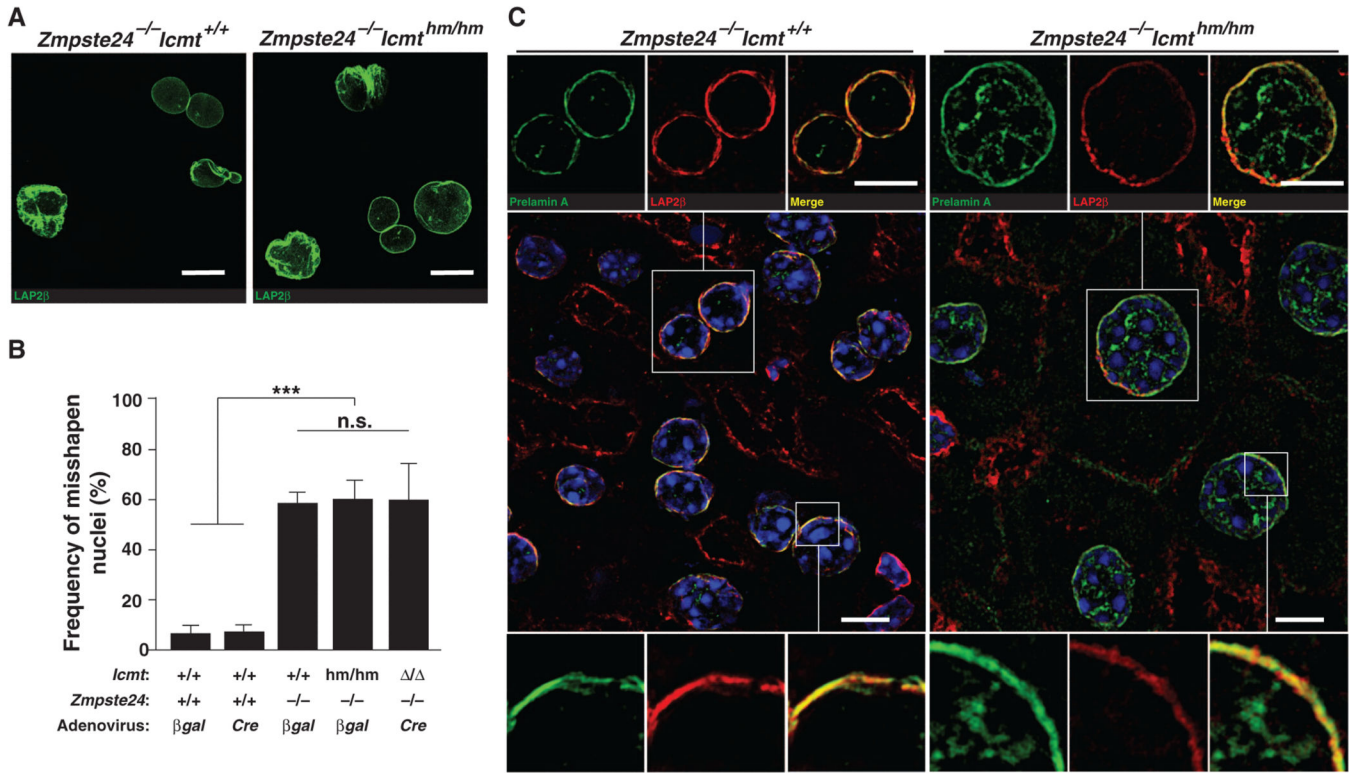 A
Zmpste24−/−Icmt+/+
Zmpste24−/−Icmthm/hm
LAP2β
LAP2β
B
Frequency of misshapen
nuclei (%)
100
80
60
40
20
0
***
n.s.
Icmt: +/+ +/+ +/+ hm/hm Δ/Δ
Zmpste24: +/+ +/+ −/− −/− −/−
Adenovirus: βgal Cre βgal βgal Cre
C
Zmpste24−/−Icmt+/+
Zmpste24−/−Icmthm/hm
Prelamin A LAP2β Merge
Prelamin A LAP2β Merge